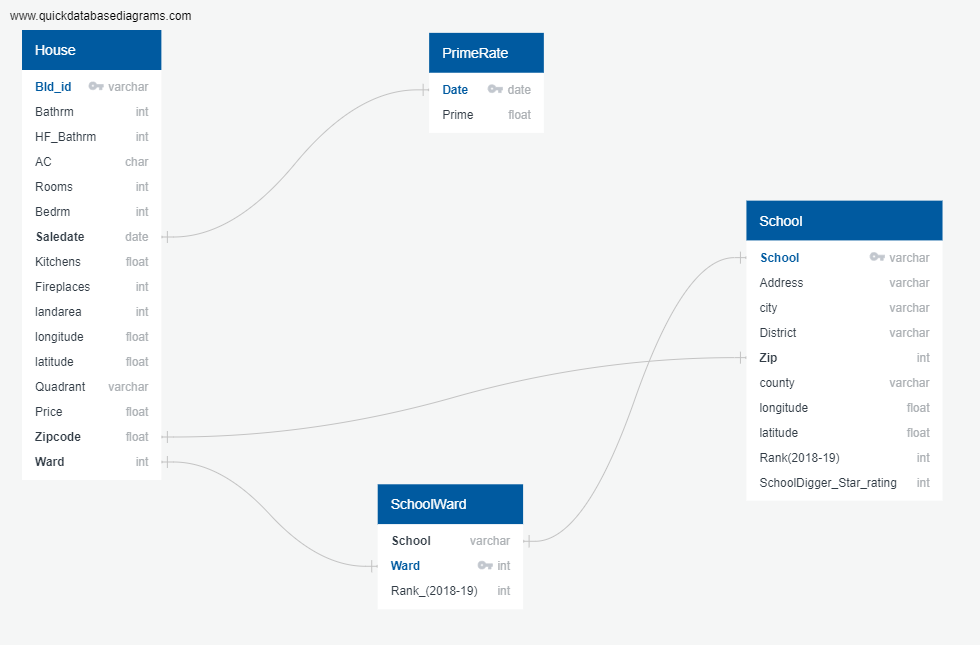 www.quickdatabasediagrams.com
House
Bld_id varchar
Bathrm int
HF_Bathrm int
AC char
Rooms int
Bedrm int
Saledate date
Kitchens float
Fireplaces int
landarea int
longitude float
latitude float
Quadrant varchar
Price float
Zipcode float
Ward int
PrimeRate
Date date
Prime float
School
School varchar
Address varchar
city varchar
District varchar
Zip int
county varchar
longitude float
latitude float
Rank(2018-19) int
SchoolDigger_Star_rating int
SchoolWard
School varchar
Ward int
Rank_(2018-19) int